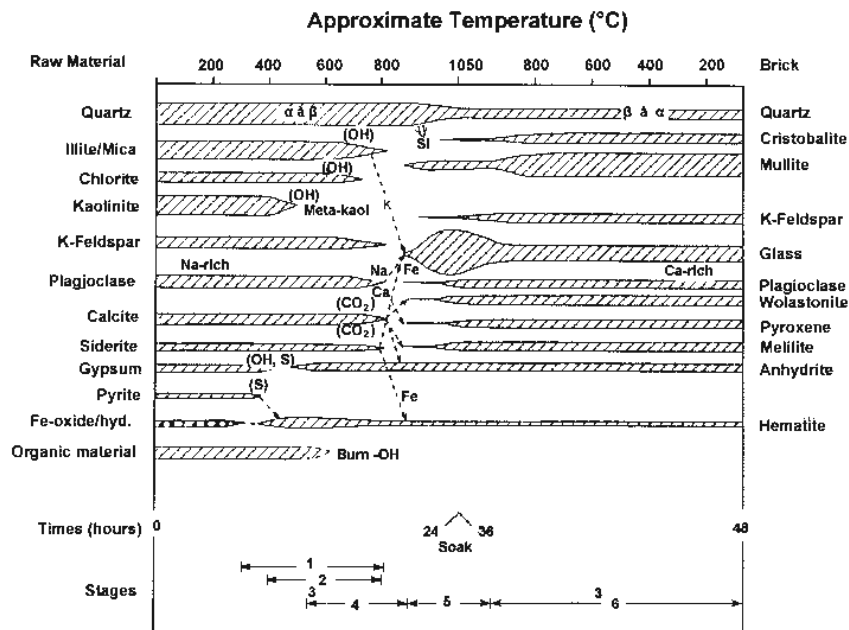 Approximate Temperature (°C)
Raw Material 200 400 600 800 1050 800 600 400 200 Brick
Quartz α à β β à α Quartz
(OH) Si Cristobalite
Illite/Mica Mullite
Chlorite (OH)
Kaolinite (OH) Meta-kaol K K-Feldspar
K-Feldspar Glass
Na-rich Na Fe Ca-rich
Plagjoclase Ca Plagioclase
(CO₂) Wolastonite
Calcite (CO₂) Pyroxene
Siderite Melilite
Gypsum (OH, S) Anhydrite
Pyrite (S) Fe
Fe-oxide/hyd. Hematite
Organic material Burn -OH
Times (hours) 0 24 36 48
Soak
1
2
Stages 3 4 5 3 6